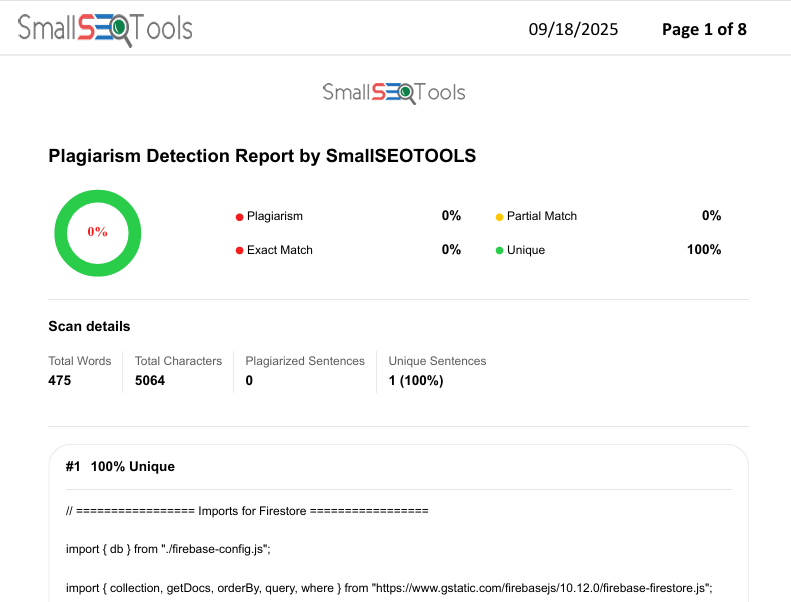 SmallSEOTools 09/18/2025 Page 1 of 8
SmallSEOTools
Plagiarism Detection Report by SmallSEOTOOLS
0%
Plagiarism 0% Partial Match 0%
Exact Match 0% Unique 100%
Scan details
Total Words Total Characters Plagiarized Sentences Unique Sentences
475 5064 0 1 (100%)
#1 100% Unique
// ================= Imports for Firestore =================
import { db } from "./firebase-config.js";
import { collection, getDocs, orderBy, query, where } from "https://www.gstatic.com/firebasejs/10.12.0/firebase-firestore.js";